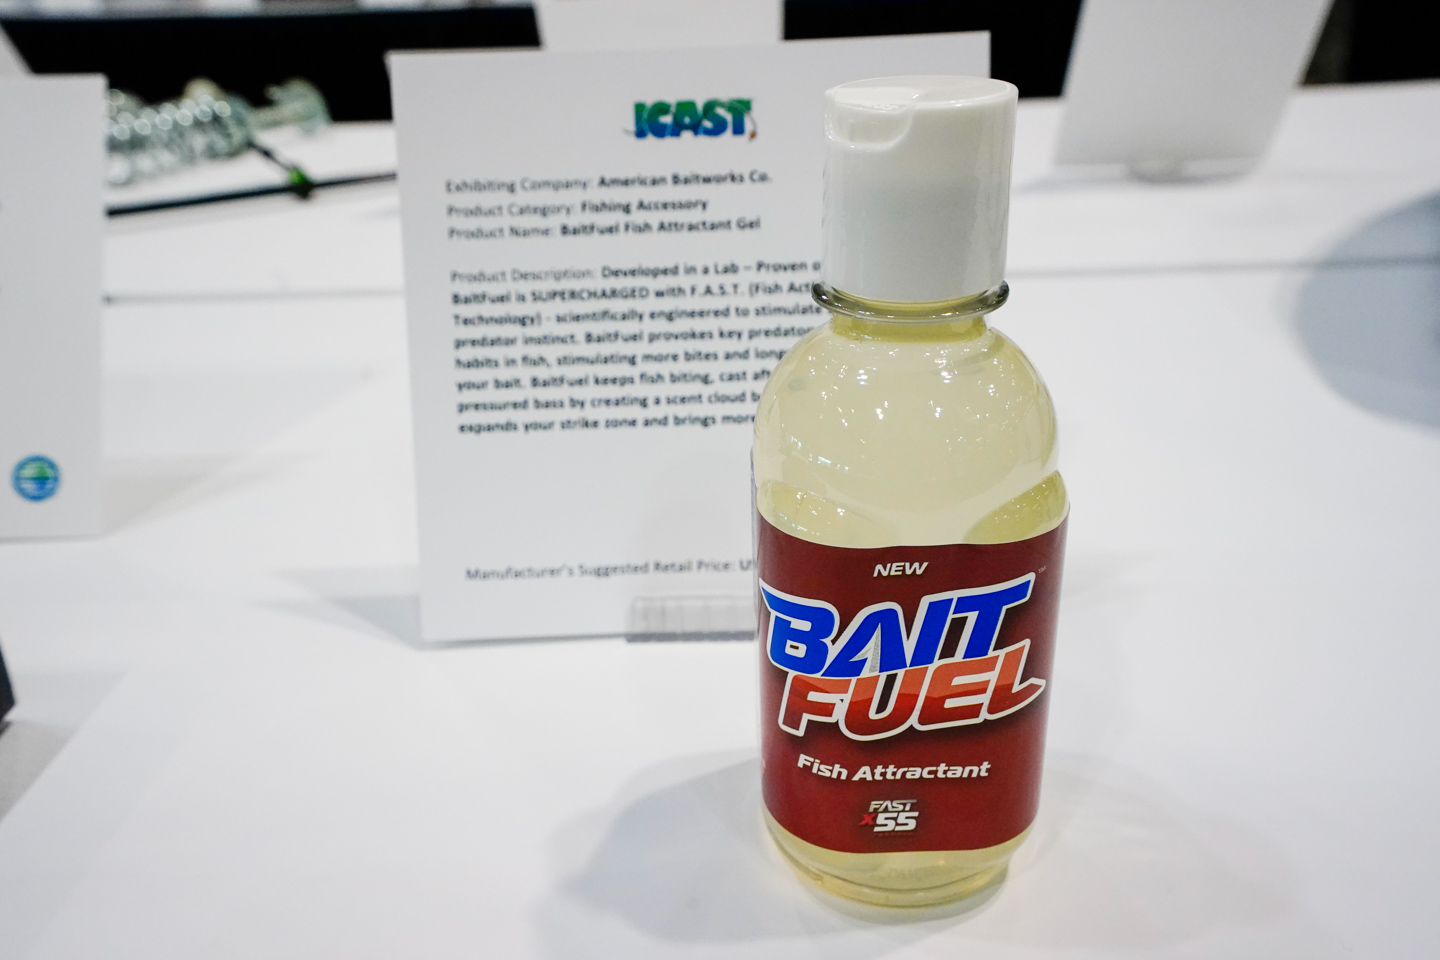 ICAST
Exhibiting Company: American Baitworks Co.
Product Category: Fishing Accessory
Product Name: BaitFuel Fish Attractant Gel
Product Description: Developed in a Lab – Proven
BaitFuel is SUPERCHARGED with F.A.S.T. (Fish
Technology) - scientifically engineered to stimulate
predator instinct. BaitFuel provokes key
habits in fish, stimulating more bites and
your bait. BaitFuel keeps fish biting, cast
pressured bass by creating a scent cloud
expands your strike zone and brings more
Manufacturer's Suggested Retail Price:
NEW
BAIT
™
FUEL
Fish Attractant
FAST
x55